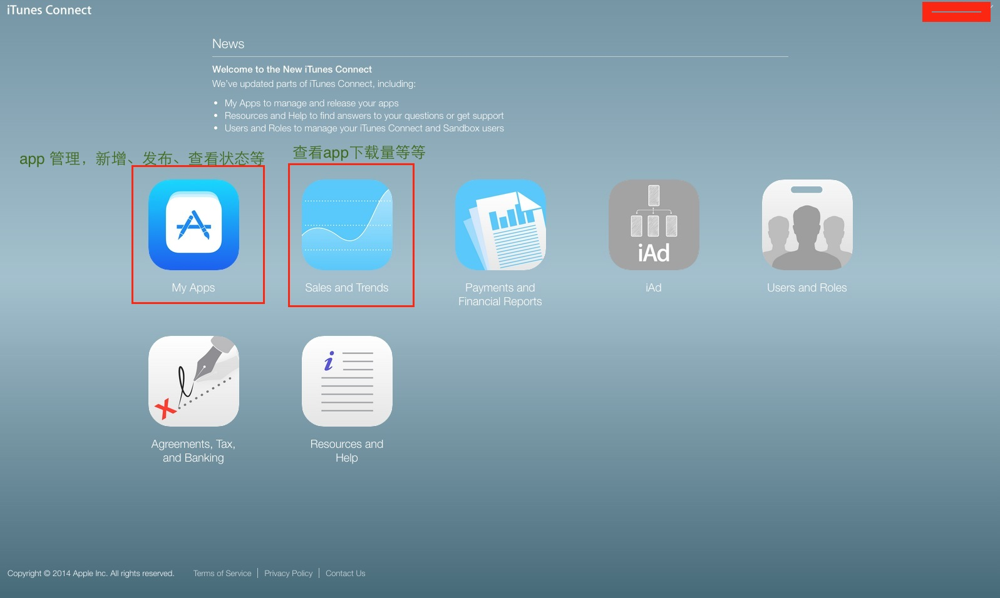 iTunes Connect
News
Welcome to the New iTunes Connect
We've updated parts of iTunes Connect, including:
• My Apps to manage and release your apps
• Resources and Help to find answers to your questions or get support
• Users and Roles to manage your iTunes Connect and Sandbox users
app 管理，新增、发布、查看状态等
查看app下载量等等
iAd
My Apps
Sales and Trends
Payments and
Financial Reports
iAd
Users and Roles
i
Agreements, Tax,
and Banking
Resources and
Help
Copyright © 2014 Apple Inc. All rights reserved. Terms of Service | Privacy Policy | Contact Us